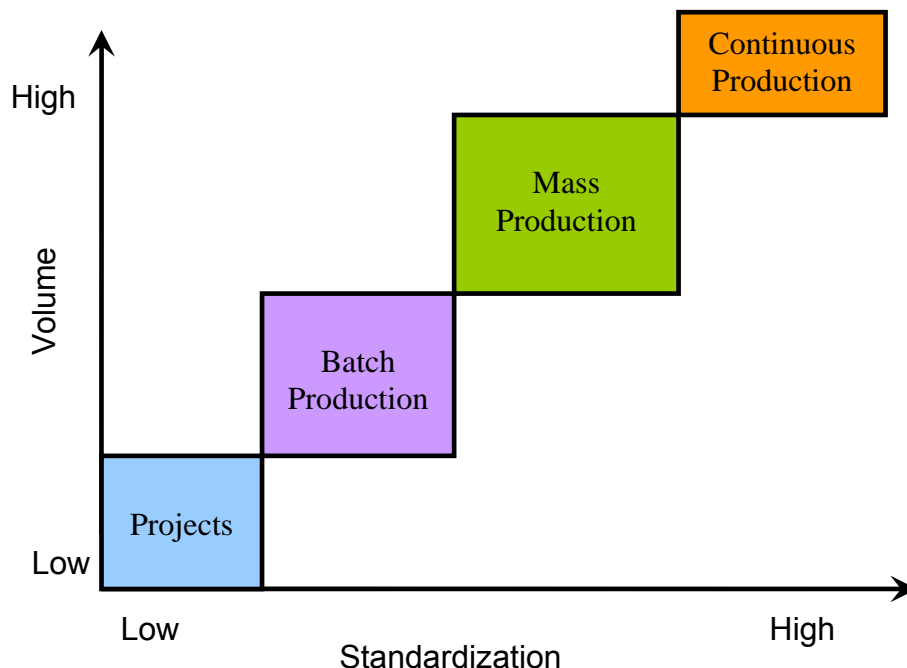 Continuous
Production
High
Mass
Production
Volume
Batch
Production
Projects
Low
Low
High
Standardization